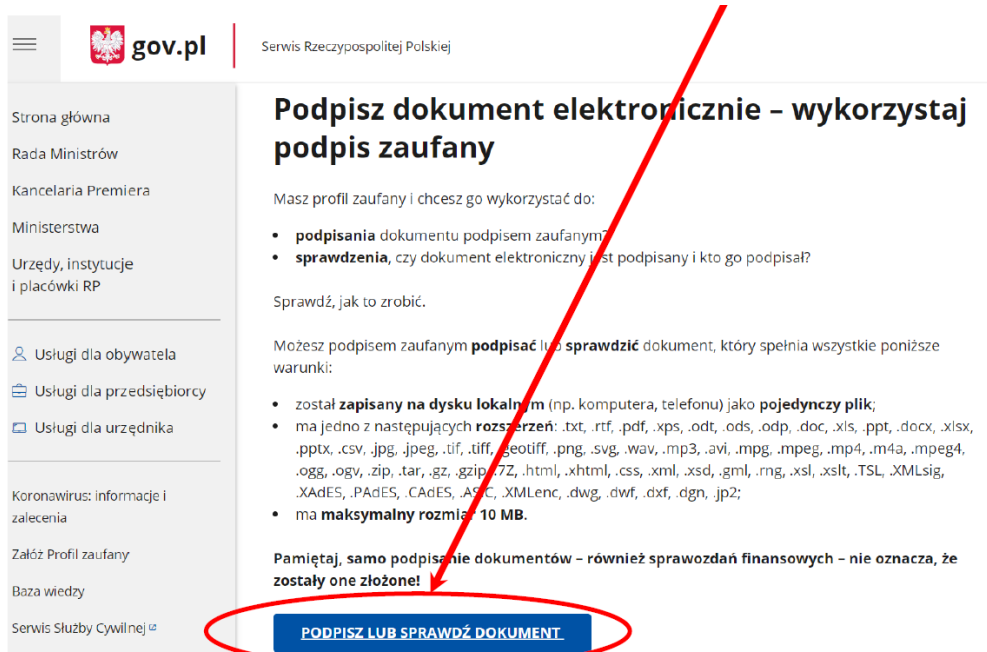 gov.pl
Serwis Rzeczypospolitej Polskiej
Strona główna
Rada Ministrów
Kancelaria Premiera
Ministerstwa
Urzędy, instytucje
i placówki RP
Usługi dla obywatela
Usługi dla przedsiębiorcy
Usługi dla urzędnika
Koronawirus: informacje i
zalecenia
Załóż Profil zaufany
Baza wiedzy
Serwis Służby Cywilnej
Podpisz dokument elektronicznie – wykorzystaj
podpis zaufany
Masz profil zaufany i chcesz go wykorzystać do:
• podpisania dokumentu podpisem zaufanym?
• sprawdzenia, czy dokument elektroniczny jest podpisany i kto go podpisał?
Sprawdź, jak to zrobić.
Możesz podpisem zaufanym podpisać lub sprawdzić dokument, który spełnia wszystkie poniższe
warunki:
• został zapisany na dysku lokalnym (np. komputera, telefonu) jako pojedynczy plik;
• ma jedno z następujących rozszerzeń: .txt, .rtf, .pdf, .xps, .odt, .ods, .odp, .doc, .xls, .ppt, .docx, .xlsx,
.pptx, .csv, .jpg, .jpeg, .tif, .tiff, .geotiff, .png, .svg, .wav, .mp3, .avi, .mpg, .mpeg, .mp4, .m4a, .mpeg4,
.ogg, .ogv, .zip, .tar, .gz, .gzip, .7Z, .html, .xhtml, .css, .xml, .xsd, .gml, .rng, .xsl, .xslt, .TSL, .XMLsig,
.XAdES, .PAdES, .CAdES, .ASIC, .XMLenc, .dwg, .dwf, .dxf, .dgn, .jp2;
• ma maksymalny rozmiar 10 MB.
Pamiętaj, samo podpisanie dokumentów – również sprawozdań finansowych – nie oznacza, że
zostały one złożone!
PODPISZ LUB SPRAWDŹ DOKUMENT